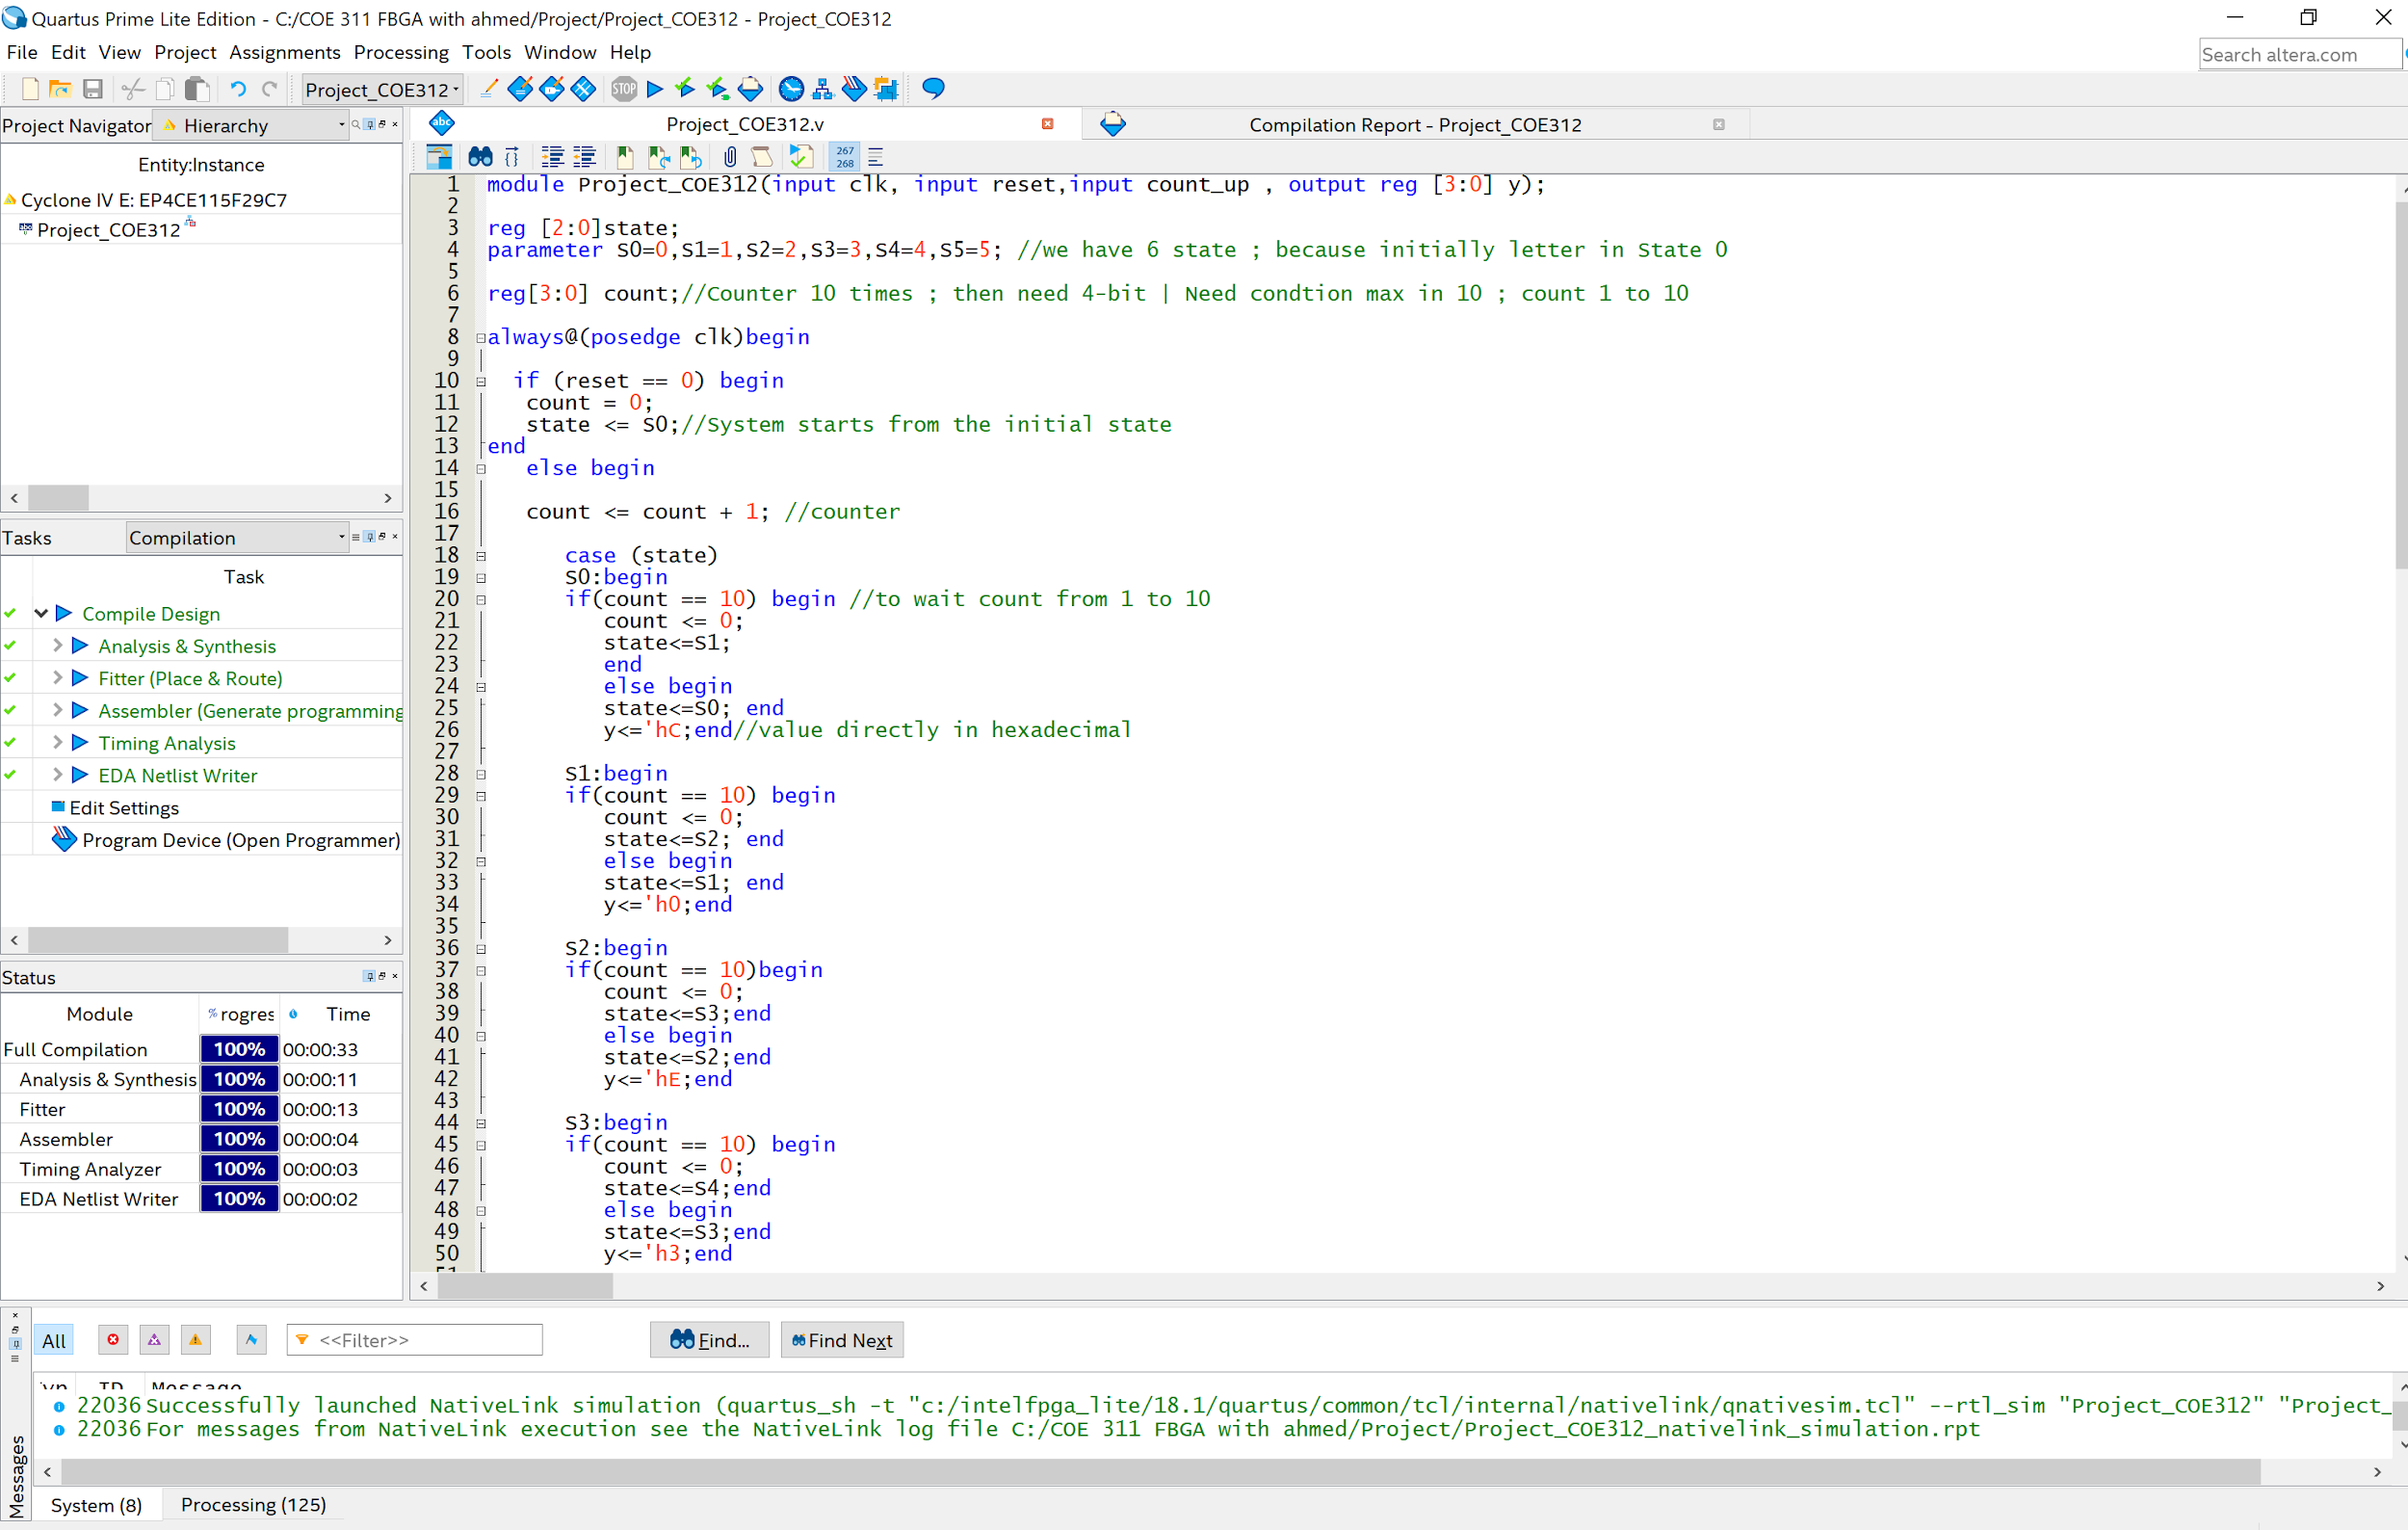 Quartus Prime Lite Edition - C:/COE 311 FBGA with ahmed/Project/Project_COE312 - Project_COE312
File Edit View Project Assignments Processing Tools Window Help
Search altera.com
Project_COE312
STOP
Project Navigator Hierarchy
Entity:Instance
Cyclone IV E: EP4CE115F29C7
Project_COE312
Tasks Compilation
Task
Compile Design
Analysis & Synthesis
Fitter (Place & Route)
Assembler (Generate programming
Timing Analysis
EDA Netlist Writer
Edit Settings
Program Device (Open Programmer)
Status
Module % rogres Time
Full Compilation 100% 00:00:33
Analysis & Synthesis 100% 00:00:11
Fitter 100% 00:00:13
Assembler 100% 00:00:04
Timing Analyzer 100% 00:00:03
EDA Netlist Writer 100% 00:00:02
abc Project_COE312.v
Compilation Report - Project_COE312
267
268
1 module Project_COE312(input clk, input reset,input count_up , output reg [3:0] y);
2
3 reg [2:0]state;
4 parameter S0=0,S1=1,S2=2,S3=3,S4=4,S5=5; //we have 6 state ; because initially letter in State 0
5
6 reg[3:0] count;//Counter 10 times ; then need 4-bit | Need condtion max in 10 ; count 1 to 10
7
8 always@(posedge clk)begin
9
10 if (reset == 0) begin
11 count = 0;
12 state <= S0;//System starts from the initial state
13 end
14 else begin
15
16 count <= count + 1; //counter
17
18 case (state)
19 S0:begin
20 if(count == 10) begin //to wait count from 1 to 10
21 count <= 0;
22 state<=S1;
23 end
24 else begin
25 state<=S0; end
26 y<='hC;end//value directly in hexadecimal
27
28 S1:begin
29 if(count == 10) begin
30 count <= 0;
31 state<=S2; end
32 else begin
33 state<=S1; end
34 y<='h0;end
35
36 S2:begin
37 if(count == 10)begin
38 count <= 0;
39 state<=S3;end
40 else begin
41 state<=S2;end
42 y<='hE;end
43
44 S3:begin
45 if(count == 10) begin
46 count <= 0;
47 state<=S4;end
48 else begin
49 state<=S3;end
50 y<='h3;end
51
All <<Filter>> Find... Find Next
yp ID Message
22036 Successfully launched NativeLink simulation (quartus_sh -t "c:/intelfpga_lite/18.1/quartus/common/tcl/internal/nativelink/qnativesim.tcl" --rtl_sim "Project_COE312" "Project_
22036 For messages from NativeLink execution see the NativeLink log file C:/COE 311 FBGA with ahmed/Project/Project_COE312_nativelink_simulation.rpt
System (8) Processing (125)
Messages